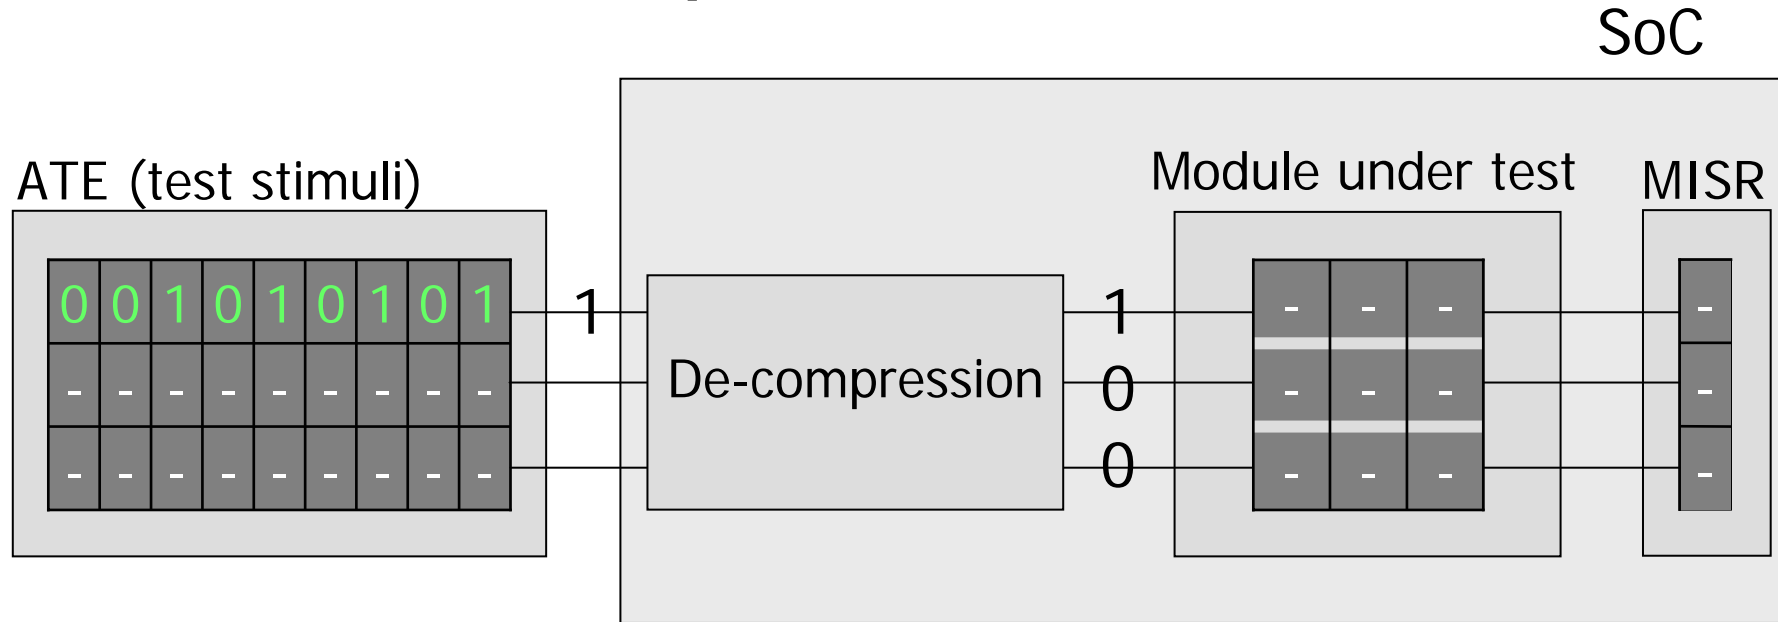 SoC
ATE (test stimuli)
Module under test
MISR
0 0 1 0 1 0 1 0 1
- - - - - - - - -
- - - - - - - - -
1
De-compression
1
0
0
- - -
- - -
- - -
-
-
-